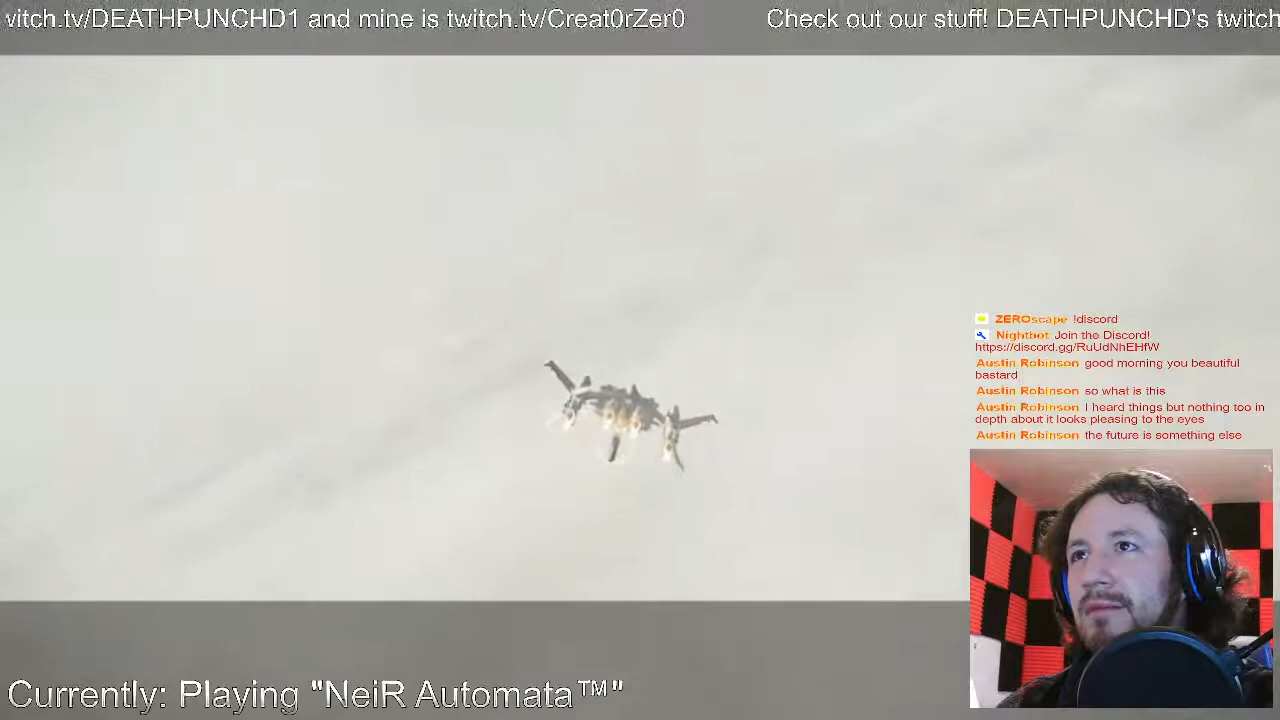 vitch.tv/DEATHPUNCHD1 and mine is twitch.tv/Creat0rZer0 Check out our stuff! DEATHPUNCHD's twitch
ZEROscape !discord
Nightbot Join the Discord!
https://discord.gg/RuUdNhEHfW
Austin Robinson good morning you beautiful
bastard
Austin Robinson so what is this
Austin Robinson I heard things but nothing too in
depth about it looks pleasing to the eyes
Austin Robinson the future is something else
Currently: Playing "NeiR Automata™"